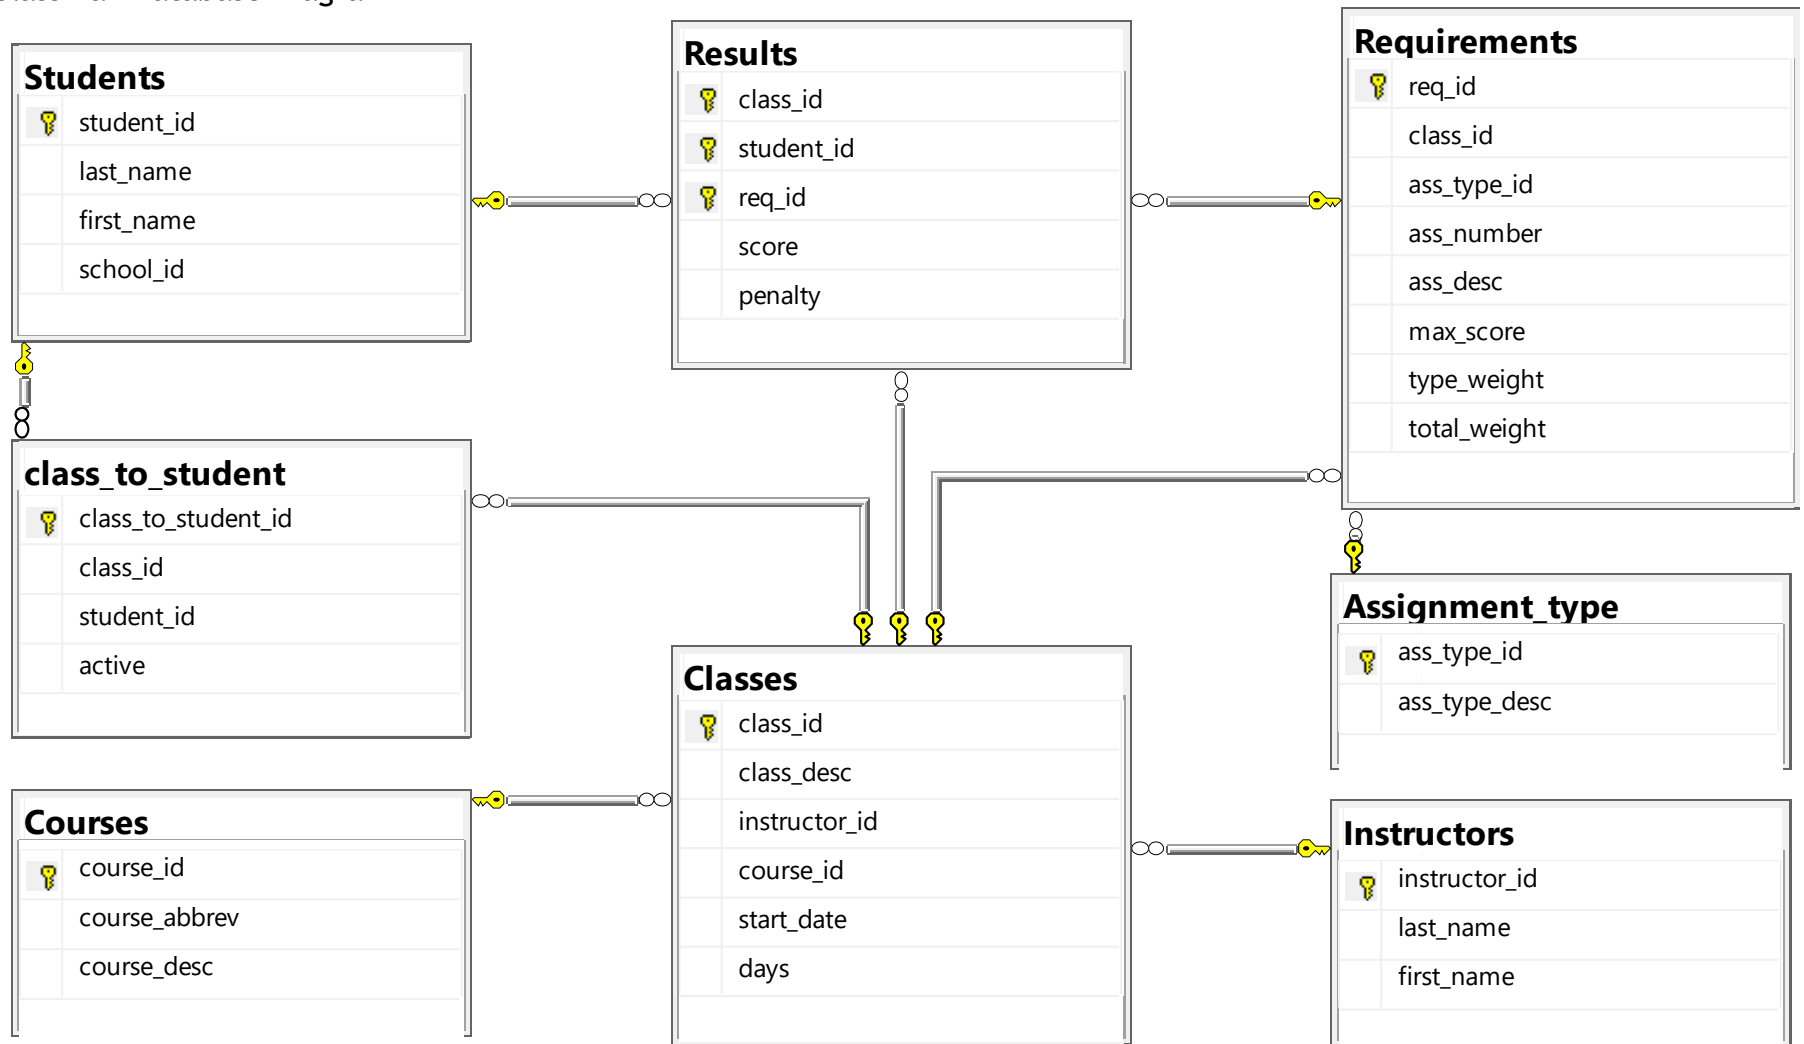 Students
student_id
last_name
first_name
school_id
Results
class_id
student_id
req_id
score
penalty
Requirements
req_id
class_id
ass_type_id
ass_number
ass_desc
max_score
type_weight
total_weight
class_to_student
class_to_student_id
class_id
student_id
active
Classes
class_id
class_desc
instructor_id
course_id
start_date
days
Assignment_type
ass_type_id
ass_type_desc
Courses
course_id
course_abbrev
course_desc
Instructors
instructor_id
last_name
first_name